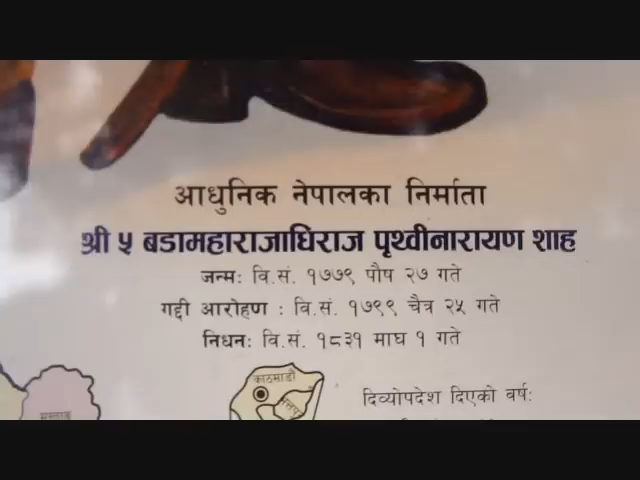 आधुनिक नेपालका निर्माता
श्री ५ बडामहाराजाधिराज पृथ्वीनारायण शाह
जन्म: वि.सं. १७७९ पौष २७ गते
गद्दी आरोहण : वि.सं. १७९९ चैत्र २५ गते
निधन: वि.सं. १८३१ माघ १ गते
काठमाडौं
दिव्योपदेश दिएको वर्ष: